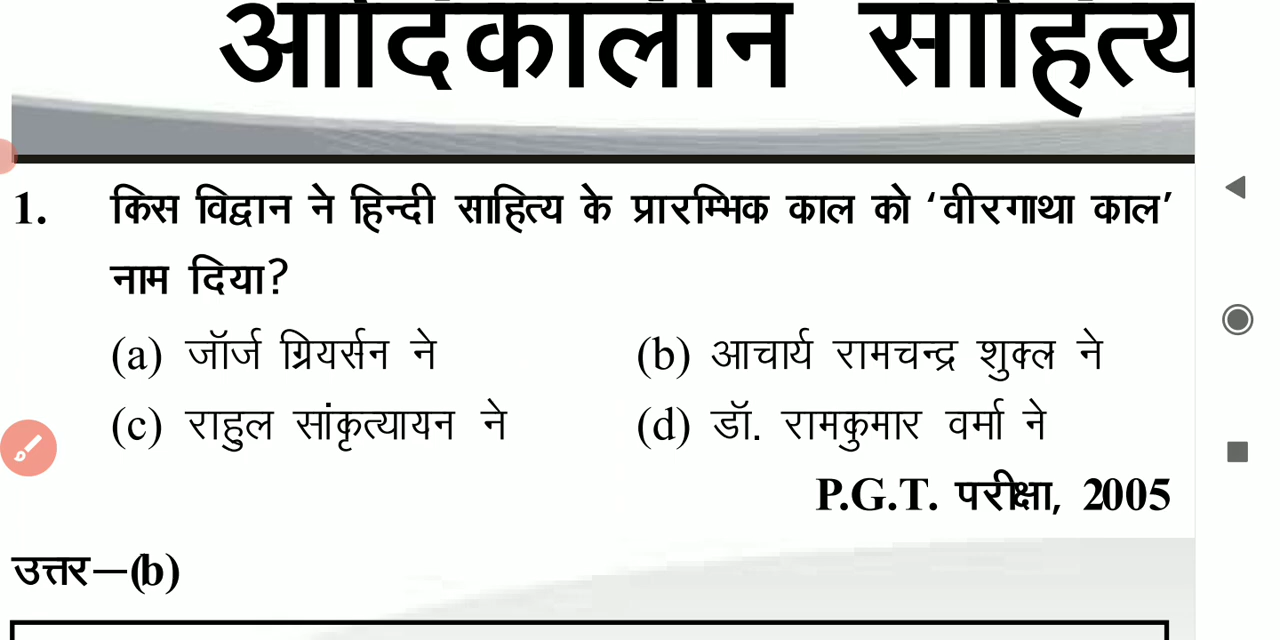 आदिकालीन साहित्य
1. किस विद्वान ने हिन्दी साहित्य के प्रारम्भिक काल को ‘वीरगाथा काल’
नाम दिया?
(a) जॉर्ज ग्रियर्सन ने (b) आचार्य रामचन्द्र शुक्ल ने
(c) राहुल सांकृत्यायन ने (d) डॉ. रामकुमार वर्मा ने
P.G.T. परीक्षा, 2005
उत्तर—(b)